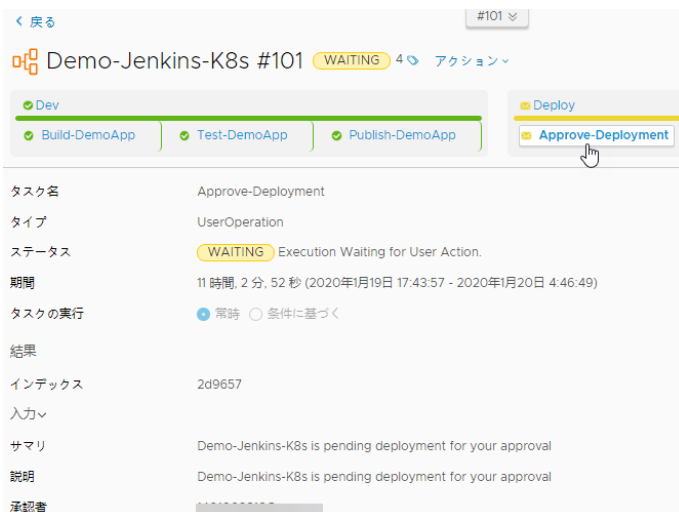 戻る
#101
Demo-Jenkins-K8s #101 WAITING 4 アクション
Dev
Deploy
Build-DemoApp
Test-DemoApp
Publish-DemoApp
Approve-Deployment
タスク名 Approve-Deployment
タイプ UserOperation
ステータス WAITING Execution Waiting for User Action.
期間 11 時間, 2 分, 52 秒 (2020年1月19日 17:43:57 - 2020年1月20日 4:46:49)
タスクの実行 常時 条件に基づく
結果
インデックス 2d9657
入力
サマリ Demo-Jenkins-K8s is pending deployment for your approval
説明 Demo-Jenkins-K8s is pending deployment for your approval
承認者